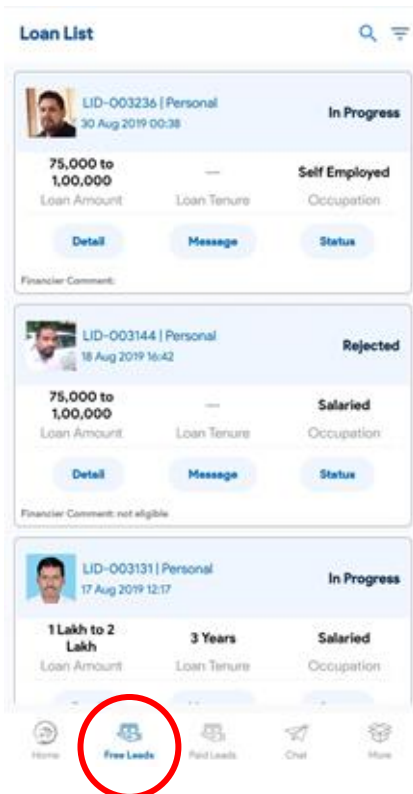 Loan List
LID-003236 | Personal
30 Aug 2019 00:38
In Progress
75,000 to
1,00,000
—
Self Employed
Loan Amount
Loan Tenure
Occupation
Detail
Message
Status
Financier Comment:
LID-003144 | Personal
18 Aug 2019 16:42
Rejected
75,000 to
1,00,000
—
Salaried
Loan Amount
Loan Tenure
Occupation
Detail
Message
Status
Financier Comment: not eligible
LID-003131 | Personal
17 Aug 2019 12:17
In Progress
1 Lakh to 2
Lakh
3 Years
Salaried
Loan Amount
Loan Tenure
Occupation
Home
Free Leads
Paid Leads
Chat
More